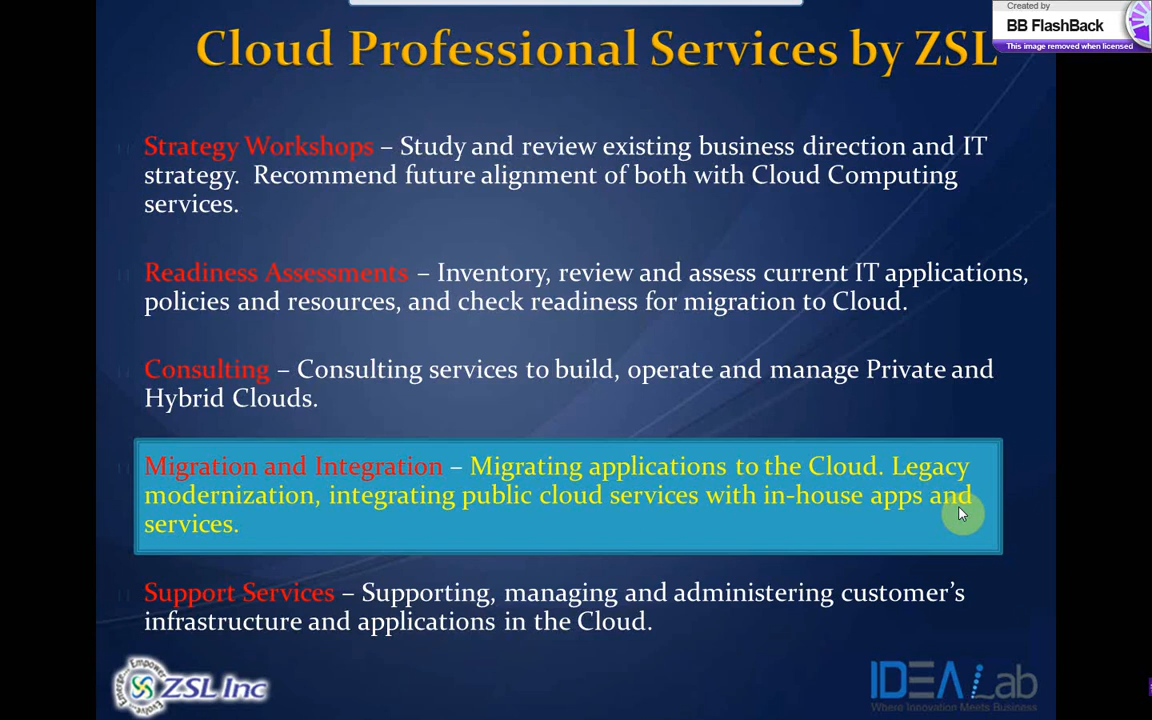 Created by
BB FlashBack
This image removed when licensed
Cloud Professional Services by ZSL
Strategy Workshops – Study and review existing business direction and IT
strategy. Recommend future alignment of both with Cloud Computing
services.
Readiness Assessments – Inventory, review and assess current IT applications,
policies and resources, and check readiness for migration to Cloud.
Consulting – Consulting services to build, operate and manage Private and
Hybrid Clouds.
Migration and Integration – Migrating applications to the Cloud. Legacy
modernization, integrating public cloud services with in-house apps and
services.
Support Services – Supporting, managing and administering customer’s
infrastructure and applications in the Cloud.
Empower
Energize
Evolve
ZSL Inc
IDEA Lab
Where Innovation Meets Business